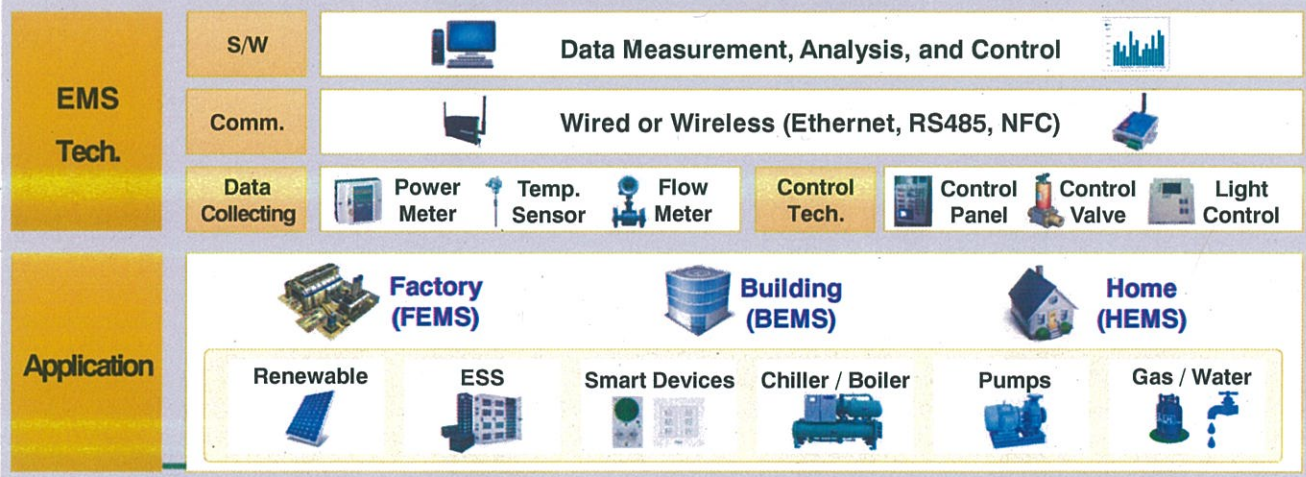 EMS
Tech.
S/W
Data Measurement, Analysis, and Control
Comm.
Wired or Wireless (Ethernet, RS485, NFC)
Data
Collecting
Power
Meter
Temp.
Sensor
Flow
Meter
Control
Tech.
Control
Panel
Control
Valve
Light
Control
Application
Factory
(FEMS)
Building
(BEMS)
Home
(HEMS)
Renewable
ESS
Smart Devices
Chiller / Boiler
Pumps
Gas / Water